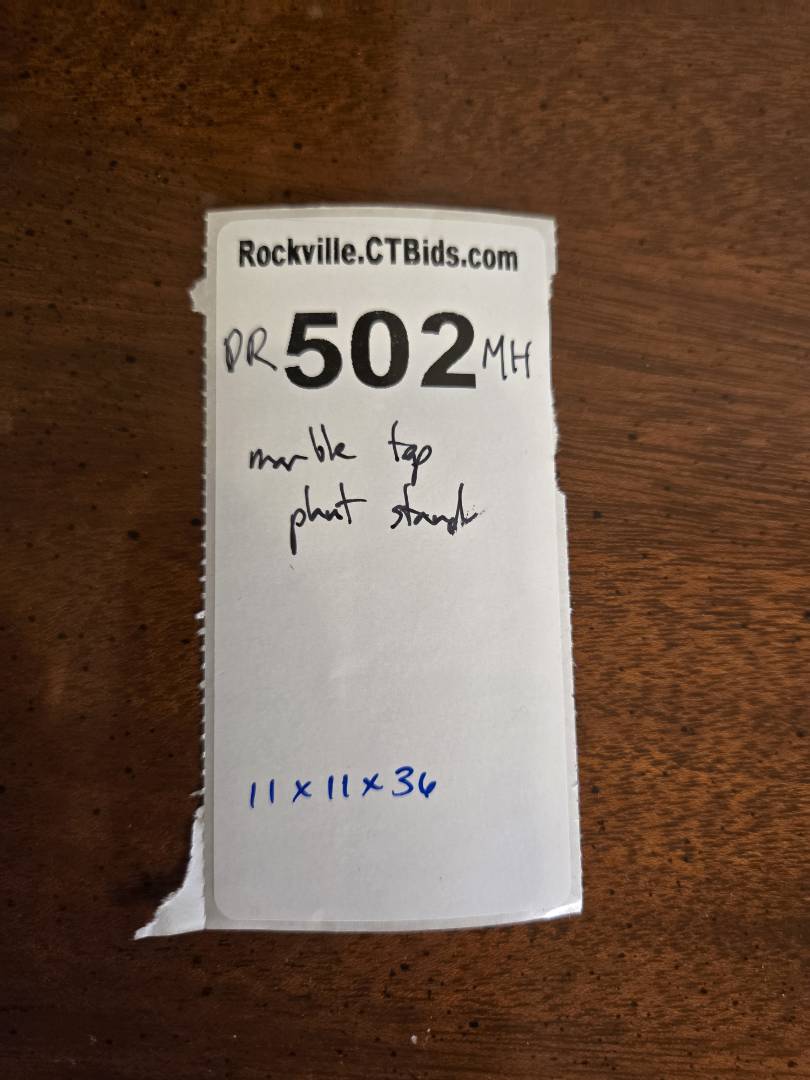 Rockville.CTBids.com
DR 502 MH
marble top
plant stand
11 x 11 x 36